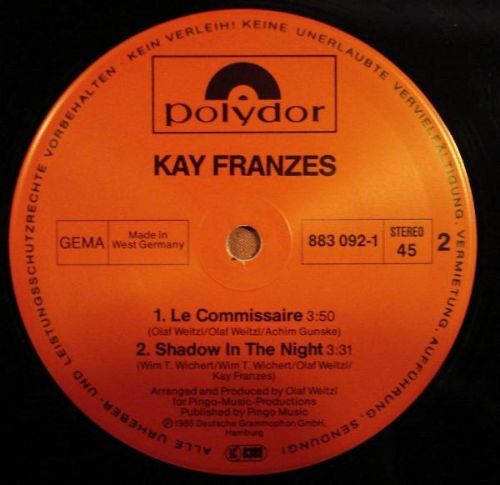 ALLE URHEBER- UND LEISTUNGSSCHUTZRECHTE VORBEHALTEN · KEIN VERLEIH! KEINE UNERLAUBTE VERVIELFÄLTIGUNG, VERMIETUNG, AUFFÜHRUNG, SENDUNG!
polydor
KAY FRANZES
GEMA
Made in
West Germany
883 092-1
STEREO
45
2
1. Le Commissaire 3:50
(Olaf Weitzl/Olaf Weitzl/Achim Gunske)
2. Shadow In The Night 3:31
(Wim T. Wichert/Wim T. Wichert/Olaf Weitzl/
Kay Franzes)
Arranged and Produced by Olaf Weitzl
for Pingo-Music-Productions
Published by Pingo Music
℗ 1985 Deutsche Grammophon GmbH,
Hamburg